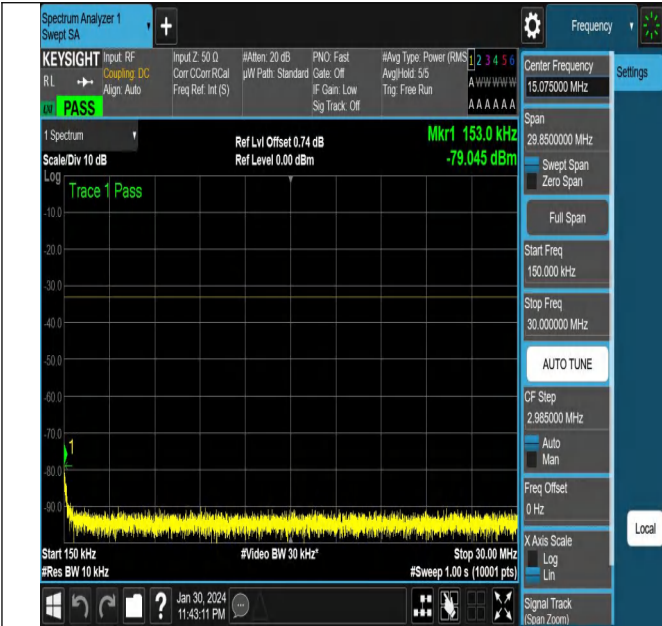 Spectrum Analyzer 1
Swept SA
+
Frequency
KEYSIGHT
RL
LXI PASS
Input: RF
Coupling: DC
Align: Auto
Input Z: 50 Ω
Corr CCorr RCal
Freq Ref: Int (S)
#Atten: 20 dB
µW Path: Standard
PNO: Fast
Gate: Off
IF Gain: Low
Sig Track: Off
#Avg Type: Power (RMS
Avg|Hold: 5/5
Trig: Free Run
1 2 3 4 5 6
A W W W W W
A A A A A A
1 Spectrum
Scale/Div 10 dB
Ref Lvl Offset 0.74 dB
Ref Level 0.00 dBm
Mkr1 153.0 kHz
-79.045 dBm
Log
Trace 1 Pass
-10.0
-20.0
-30.0
-40.0
-50.0
-60.0
-70.0
1
-80.0
-90.0
Start 150 kHz
#Video BW 30 kHz*
Stop 30.00 MHz
#Res BW 10 kHz
#Sweep 1.00 s (10001 pts)
?
Jan 30, 2024
11:43:11 PM
Center Frequency
15.075000 MHz
Settings
Span
29.8500000 MHz
Swept Span
Zero Span
Full Span
Start Freq
150.000 kHz
Stop Freq
30.000000 MHz
AUTO TUNE
CF Step
2.985000 MHz
Auto
Man
Freq Offset
0 Hz
Local
X Axis Scale
Log
Lin
Signal Track
(Span Zoom)